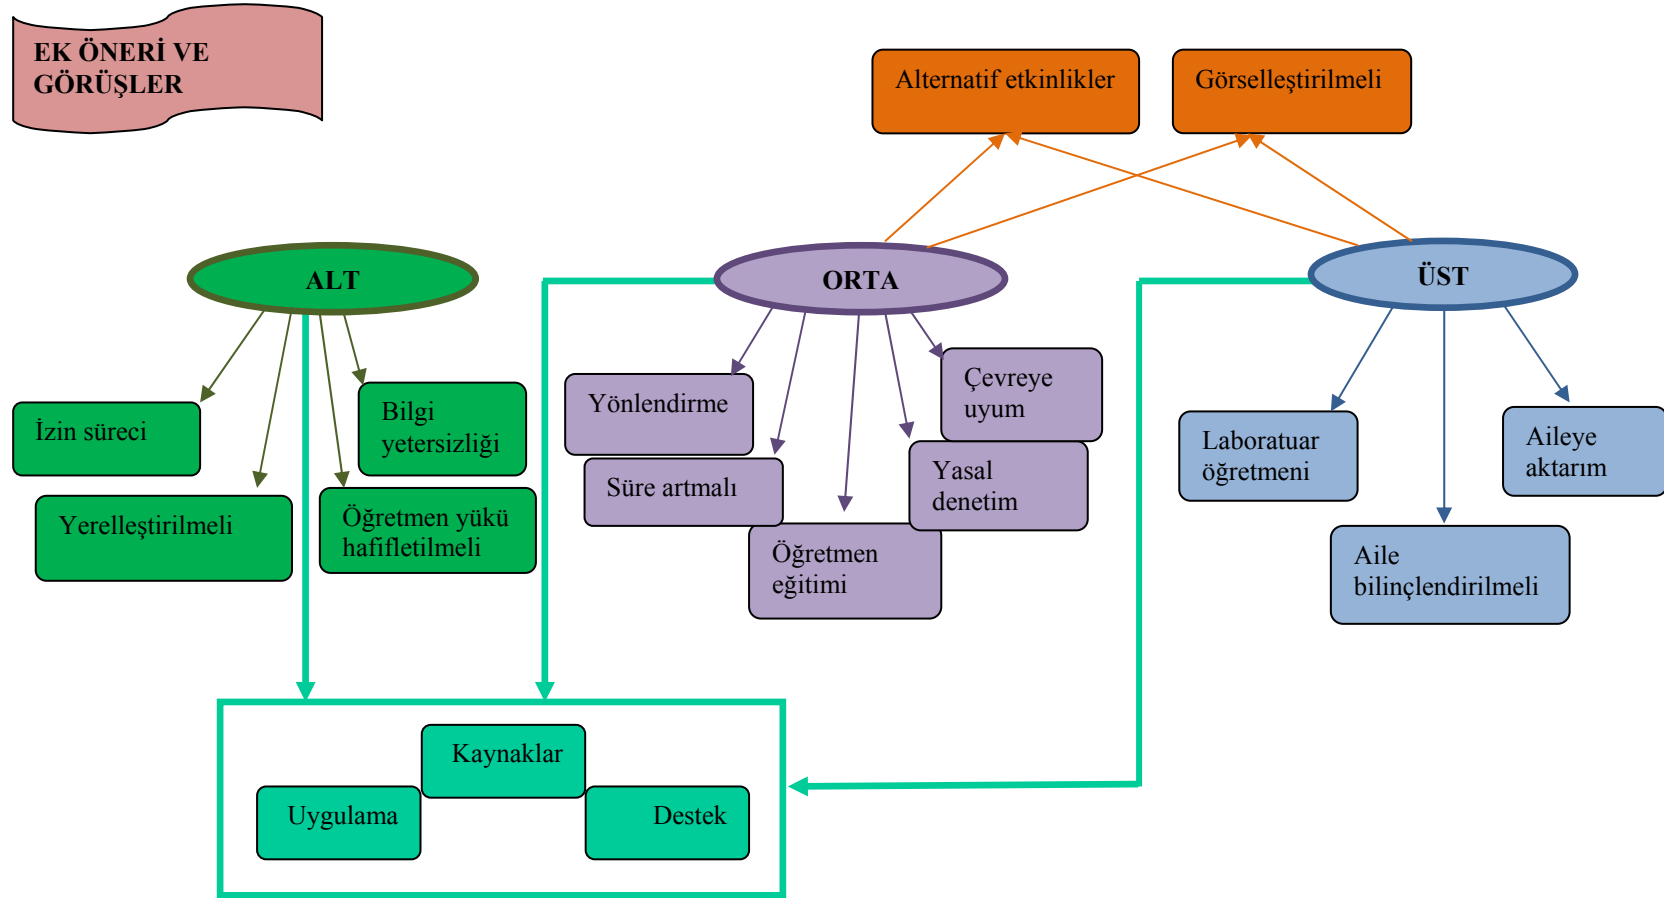 EK ÖNERİ VE
GÖRÜŞLER
Alternatif etkinlikler
Görselleştirilmeli
ALT
ORTA
ÜST
İzin süreci
Yerelleştirilmeli
Bilgi
yetersizliği
Öğretmen yükü
hafifletilmeli
Yönlendirme
Süre artmalı
Öğretmen
eğitimi
Çevreye
uyum
Yasal
denetim
Laboratuar
öğretmeni
Aile
bilinçlendirilmeli
Aileye
aktarım
Kaynaklar
Uygulama
Destek